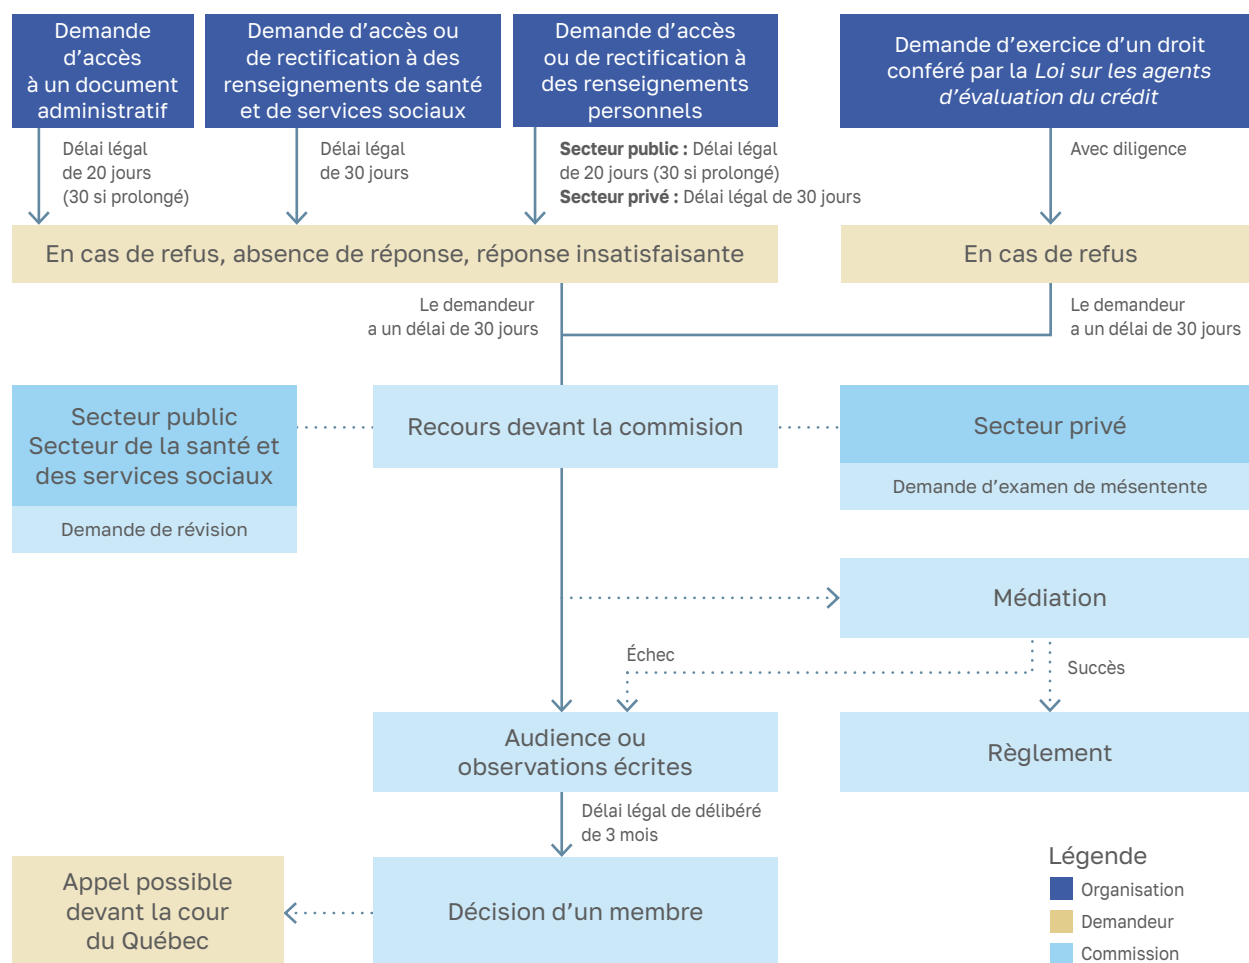 Demande
d'accès
à un document
administratif
Demande d'accès ou
de rectification à des
renseignements de santé
et de services sociaux
Demande d'accès
ou de rectification à
des renseignements
personnels
Demande d'exercice d'un droit
conféré par la Loi sur les agents
d'évaluation du crédit
Délai légal
de 20 jours
(30 si prolongé)
Délai légal
de 30 jours
Secteur public : Délai légal
de 20 jours (30 si prolongé)
Secteur privé : Délai légal de 30 jours
Avec diligence
En cas de refus, absence de réponse, réponse insatisfaisante
En cas de refus
Le demandeur
a un délai de 30 jours
Le demandeur
a un délai de 30 jours
Secteur public
Secteur de la santé et
des services sociaux
Demande de révision
Recours devant la commision
Secteur privé
Demande d'examen de mésentente
Médiation
Échec
Succès
Audience ou
observations écrites
Règlement
Délai légal de délibéré
de 3 mois
Appel possible
devant la cour
du Québec
Décision d'un membre
Légende
Organisation
Demandeur
Commission